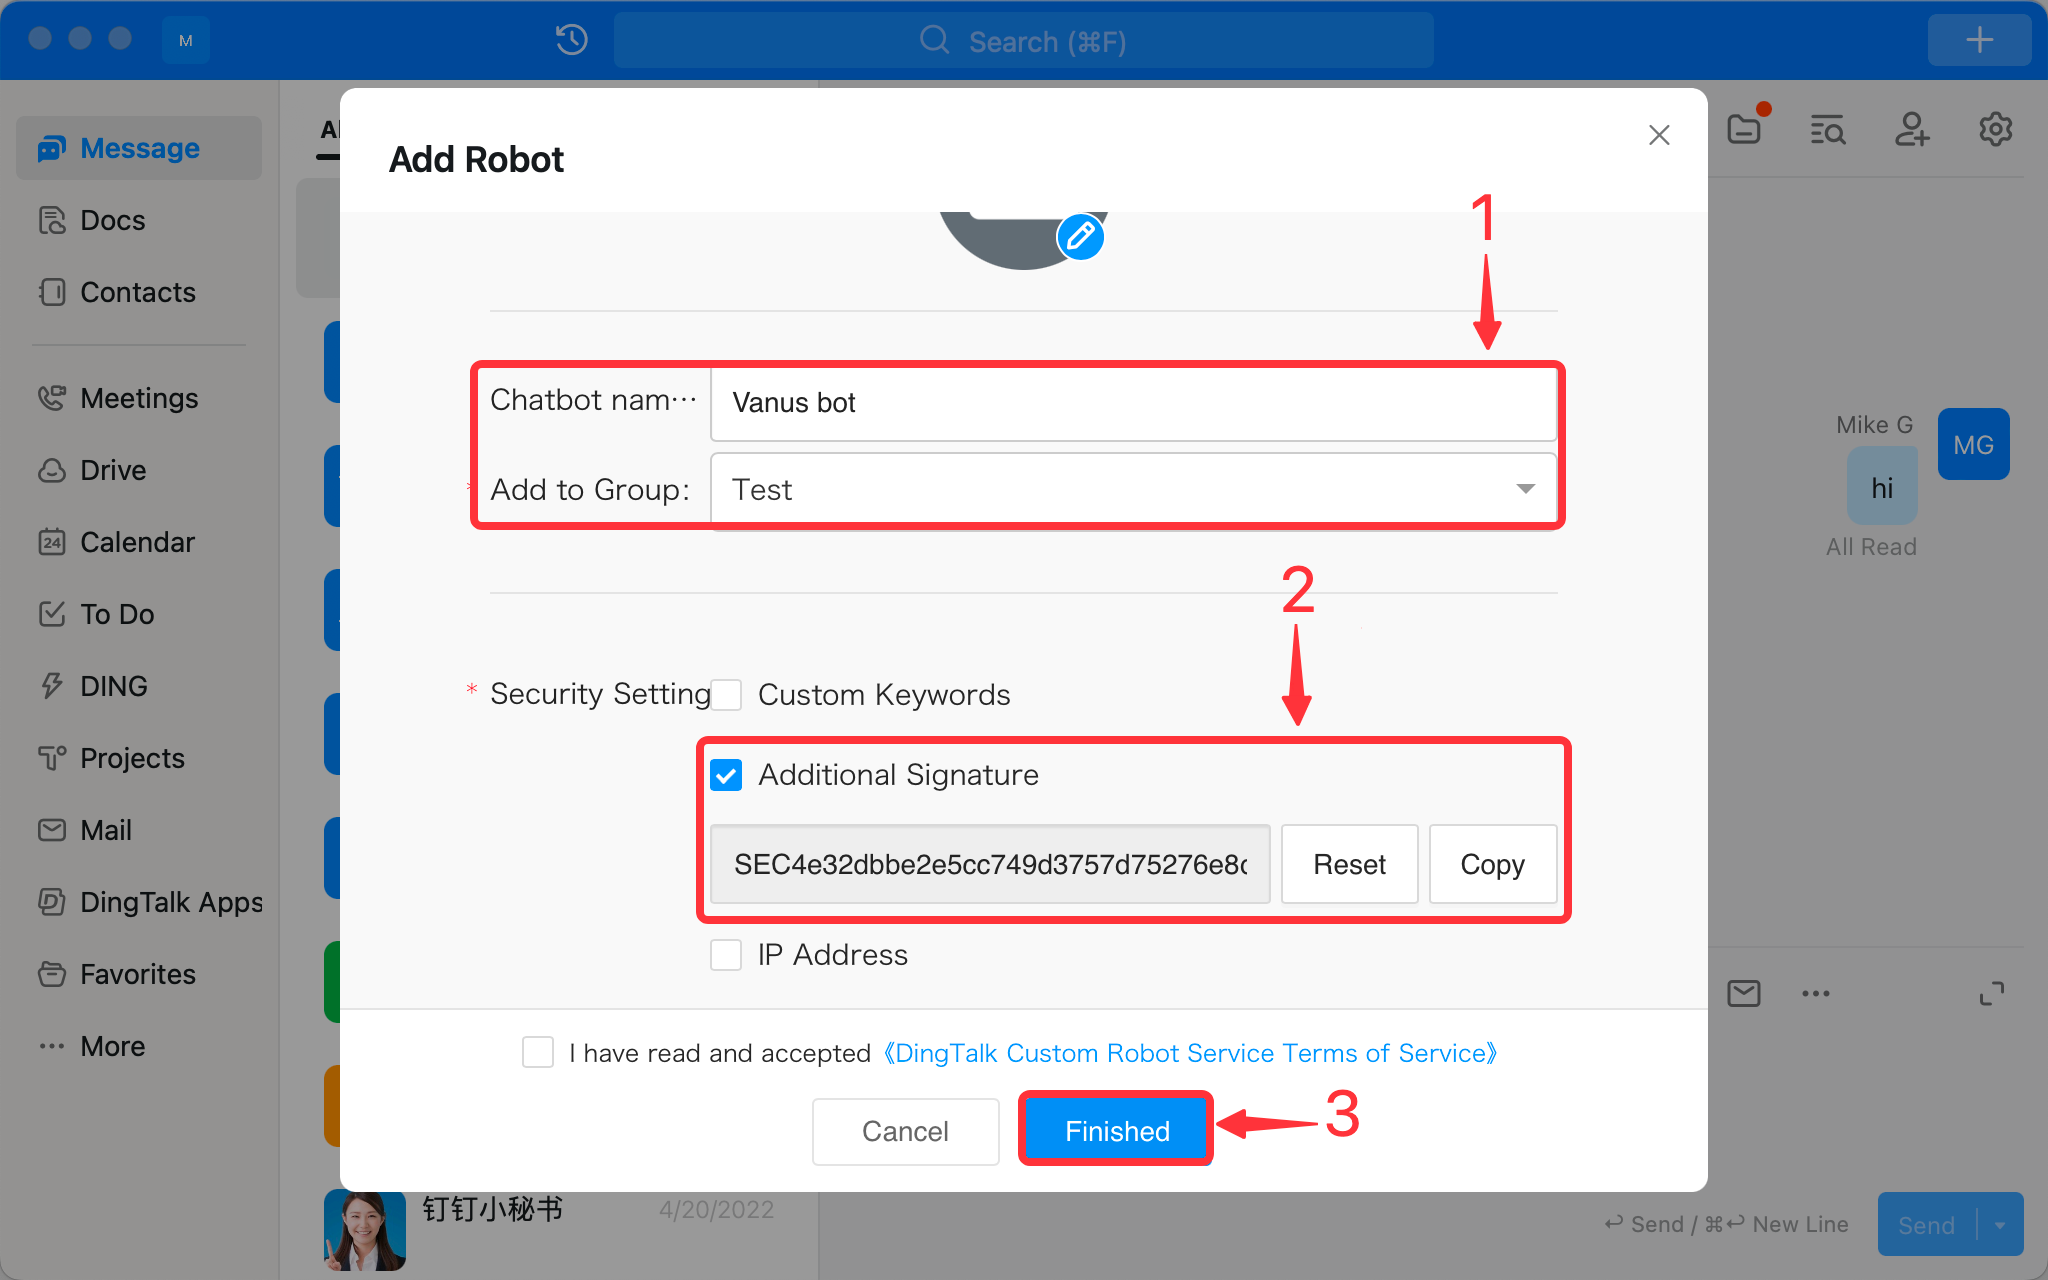 M
Search (⌘F)
Message
Docs
Contacts
Meetings
Drive
24
Calendar
To Do
DING
Projects
Mail
DingTalk Apps
Favorites
More
Add Robot
1
Chatbot nam···
Vanus bot
* Add to Group:
Test
2
* Security Setting
Custom Keywords
Additional Signature
SEC4e32dbbe2e5cc749d3757d75276e8
Reset
Copy
IP Address
I have read and accepted 《DingTalk Custom Robot Service Terms of Service》
Cancel
Finished
3
Mike G
MG
hi
All Read
钉钉小秘书
4/20/2022
Send / ⌘↩ New Line
Send